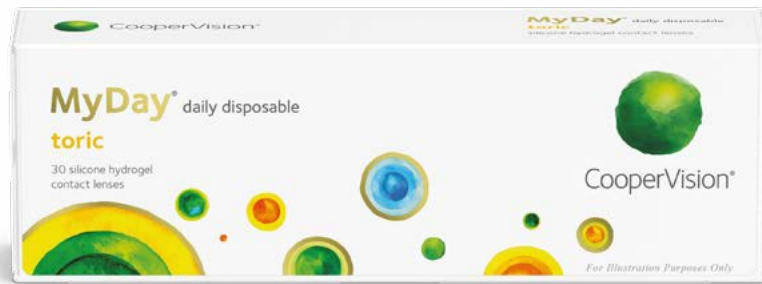 CooperVision®
MyDay® daily disposable
toric
silicone hydrogel contact lenses
MyDay® daily disposable
toric
30 silicone hydrogel
contact lenses
CooperVision®
For Illustration Purposes Only